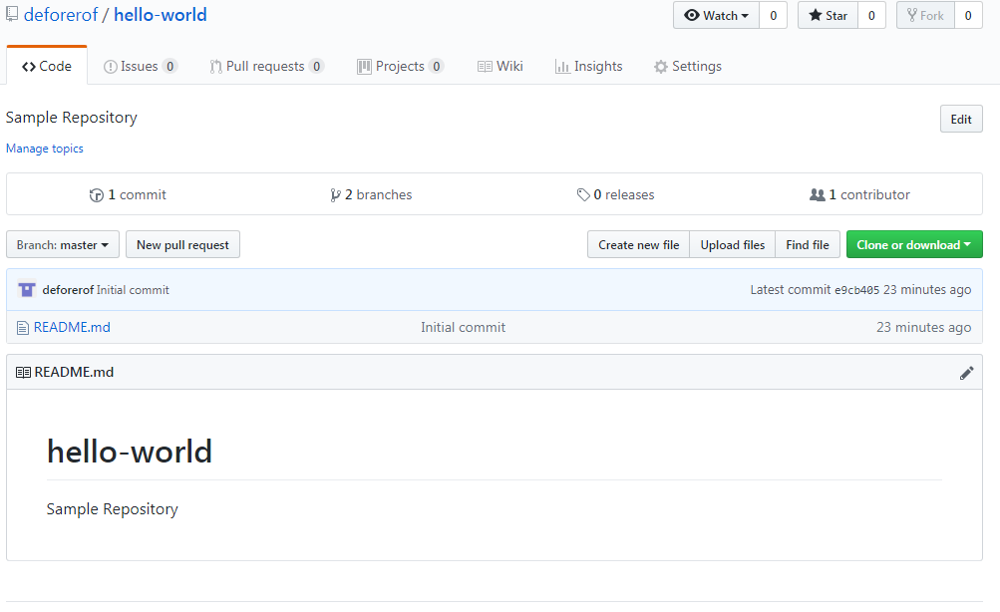 deforerof / hello-world Watch 0 Star 0 Fork 0
Code Issues 0 Pull requests 0 Projects 0 Wiki Insights Settings
Sample Repository Edit
Manage topics
1 commit 2 branches 0 releases 1 contributor
Branch: master New pull request Create new file Upload files Find file Clone or download
deforerof Initial commit Latest commit e9cb405 23 minutes ago
README.md Initial commit 23 minutes ago
README.md
hello-world
Sample Repository